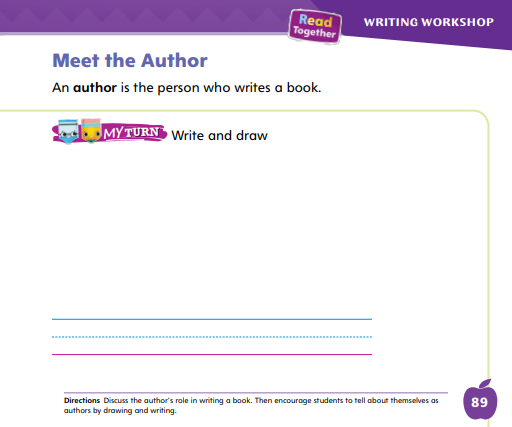 Read
Together
WRITING WORKSHOP
Meet the Author
An author is the person who writes a book.
MY TURN Write and draw
Directions Discuss the author's role in writing a book. Then encourage students to tell about themselves as
authors by drawing and writing.
89